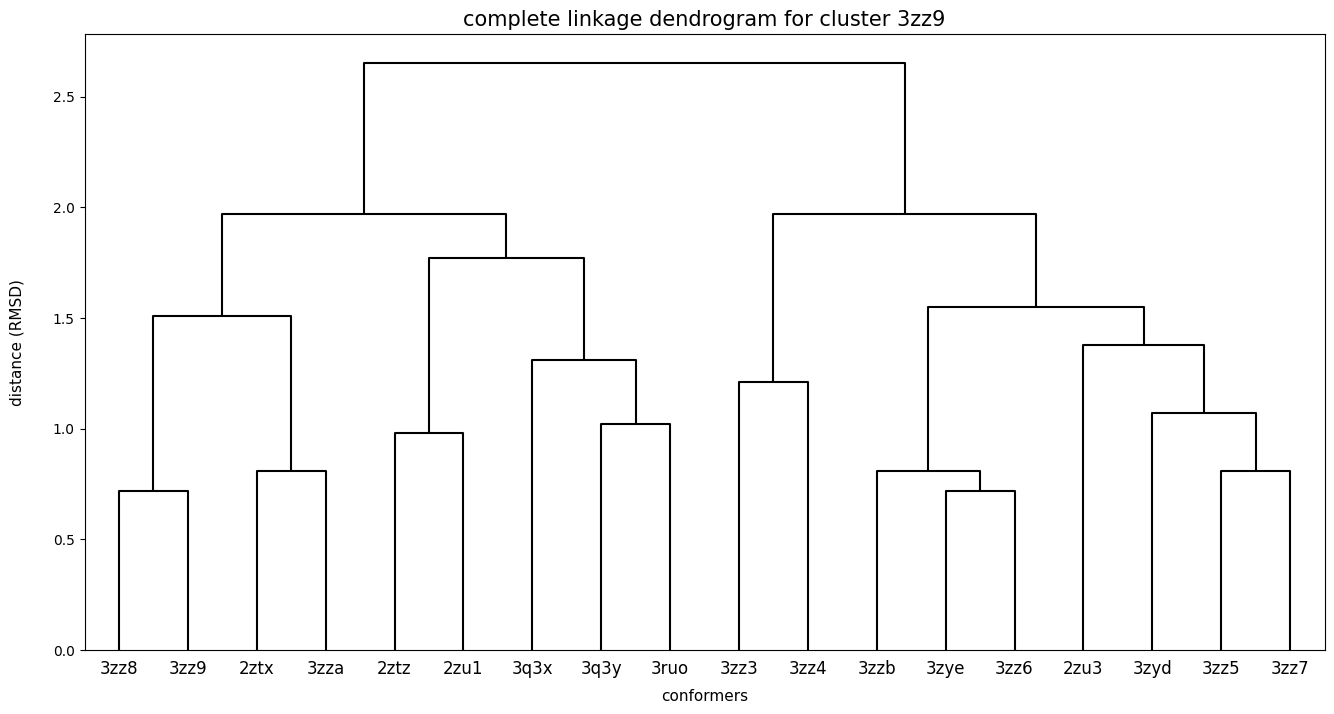 complete linkage dendrogram for cluster 3zz9
distance (RMSD)
2.5
2.0
1.5
1.0
0.5
0.0
3zz8 3zz9 2ztx 3zza 2ztz 2zu1 3q3x 3q3y 3ruo 3zz3 3zz4 3zzb 3zye 3zz6 2zu3 3zyd 3zz5 3zz7
conformers